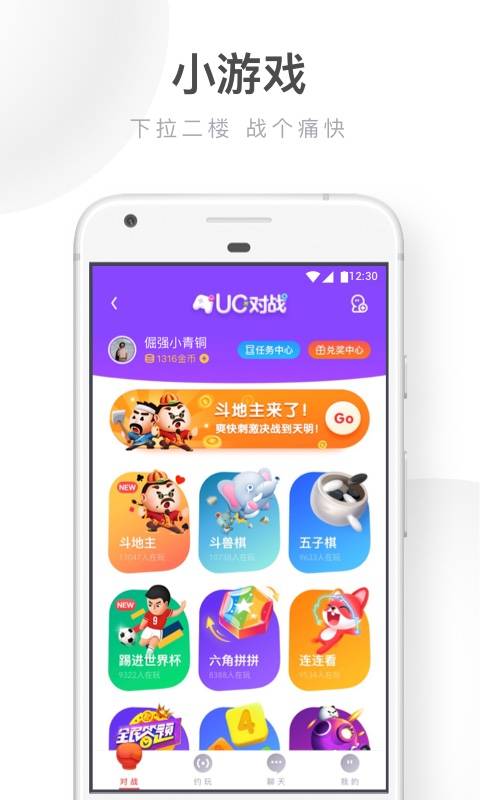 小游戏
下拉二楼 战个痛快
12:30
UC对战
倔强小青铜
1316金币
任务中心
兑奖中心
斗地主来了!
爽快刺激决战到天明!
Go
NEW
斗地主
11047人在玩
斗兽棋
10738人在玩
五子棋
9633人在玩
NEW
踢进世界杯
9322人在玩
六角拼拼
8388人在玩
连连看
9534人在玩
全民答题
4
对战
约玩
聊天
我的